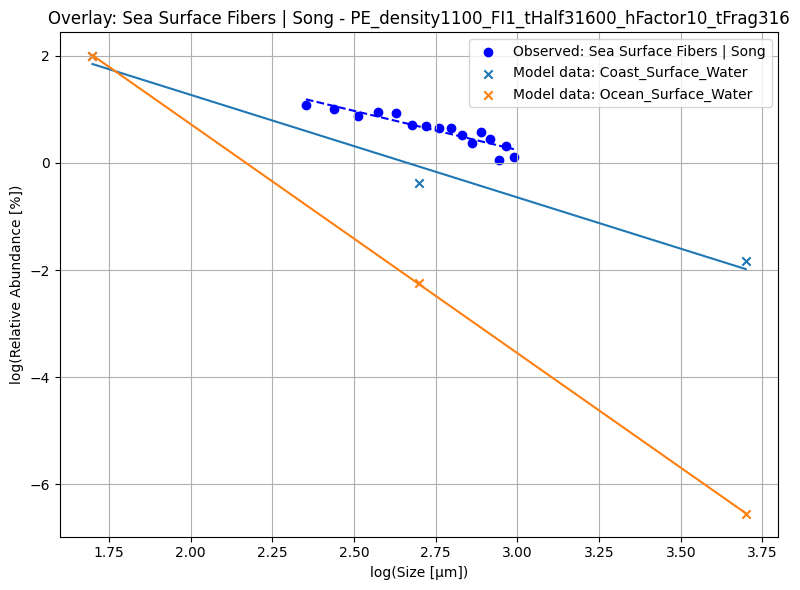 Overlay: Sea Surface Fibers | Song - PE_density1100_FI1_tHalf31600_hFactor10_tFrag316
Observed: Sea Surface Fibers | Song
Model data: Coast_Surface_Water
Model data: Ocean_Surface_Water
log(Relative Abundance [%])
2
0
−2
−4
−6
1.75
2.00
2.25
2.50
2.75
3.00
3.25
3.50
3.75
log(Size [µm])